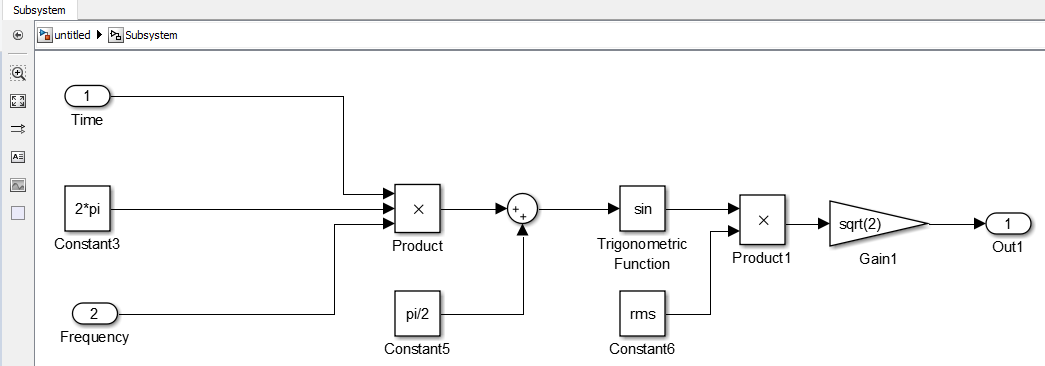 Subsystem
untitled Subsystem
1
Time
2*pi
Constant3
2
Frequency
×
Product
+
+
pi/2
Constant5
sin
Trigonometric
Function
rms
Constant6
×
Product1
sqrt(2)
Gain1
1
Out1